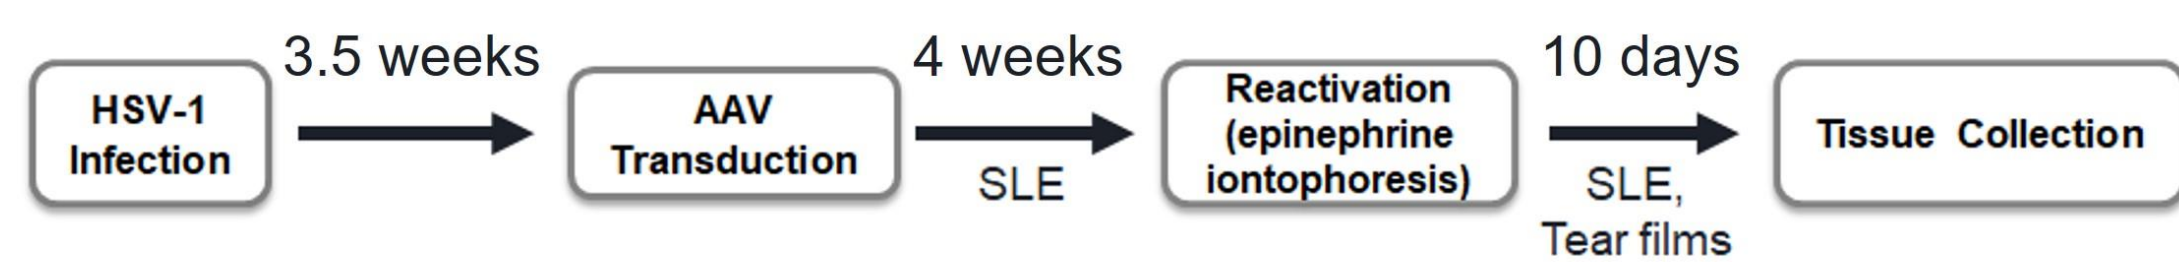 HSV-1
Infection
3.5 weeks
AAV
Transduction
4 weeks
SLE
Reactivation
(epinephrine
iontophoresis)
10 days
SLE,
Tear films
Tissue Collection